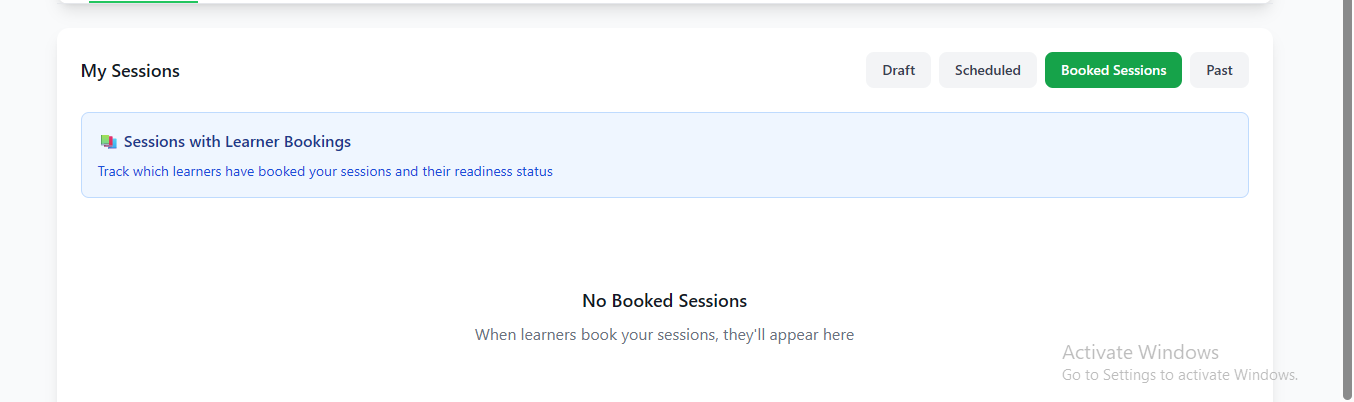 My Sessions
Draft
Scheduled
Booked Sessions
Past
Sessions with Learner Bookings
Track which learners have booked your sessions and their readiness status
No Booked Sessions
When learners book your sessions, they'll appear here
Activate Windows
Go to Settings to activate Windows.